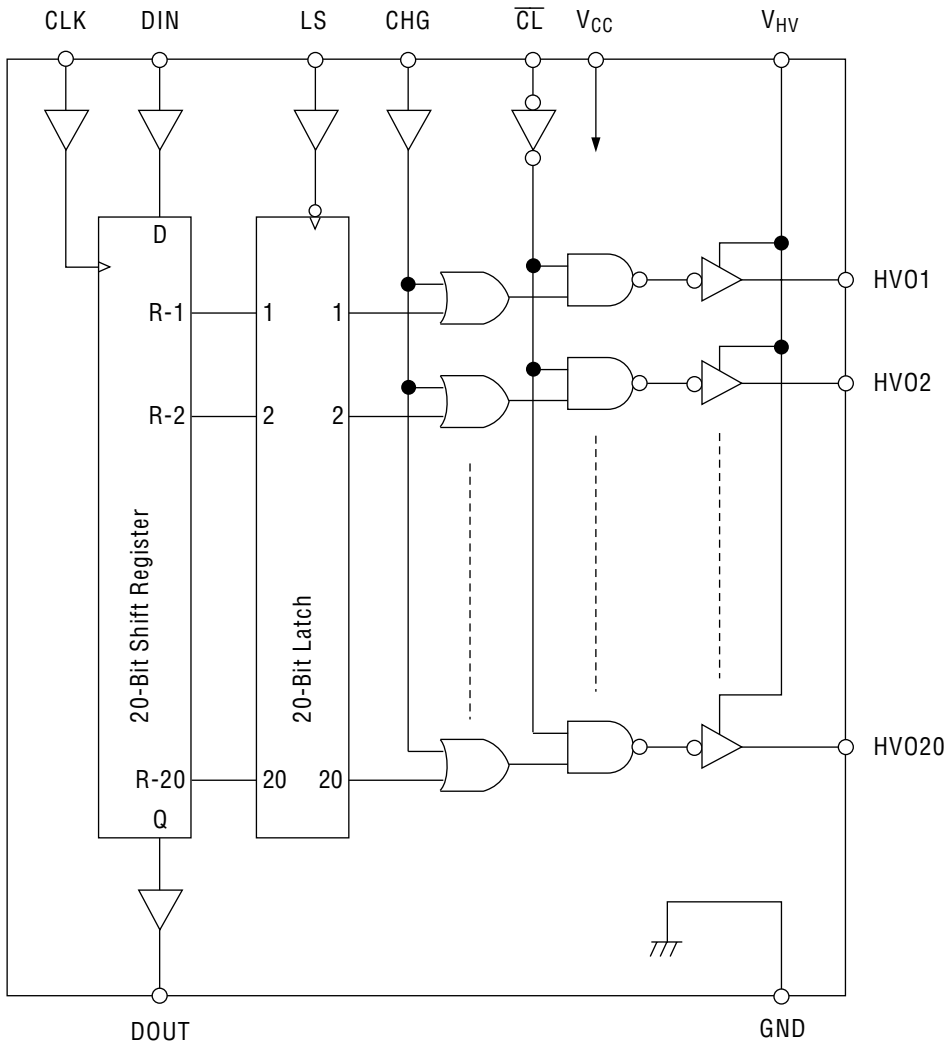 CLK DIN LS CHG C̅L̅ VCC VHV
D
HVO1
R-1 1 1
HVO2
R-2 2 2
20-Bit Shift Register
20-Bit Latch
HVO20
R-20 20 20
Q
DOUT GND